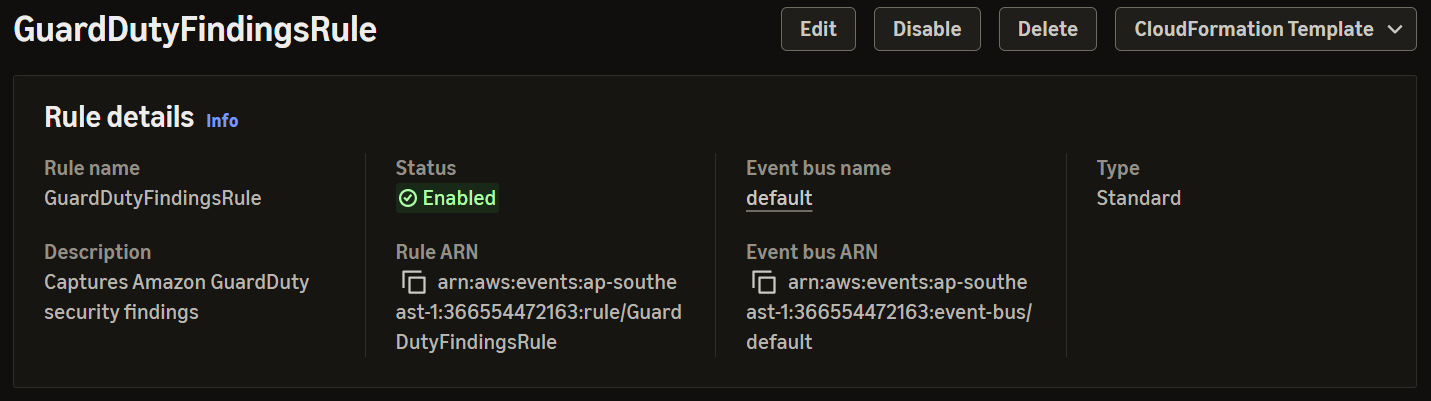 GuardDutyFindingsRule
Edit
Disable
Delete
CloudFormation Template
Rule details Info
Rule name
GuardDutyFindingsRule
Status
Enabled
Event bus name
default
Type
Standard
Description
Captures Amazon GuardDuty
security findings
Rule ARN
arn:aws:events:ap-southe
ast-1:366554472163:rule/Guard
DutyFindingsRule
Event bus ARN
arn:aws:events:ap-southe
ast-1:366554472163:event-bus/
default